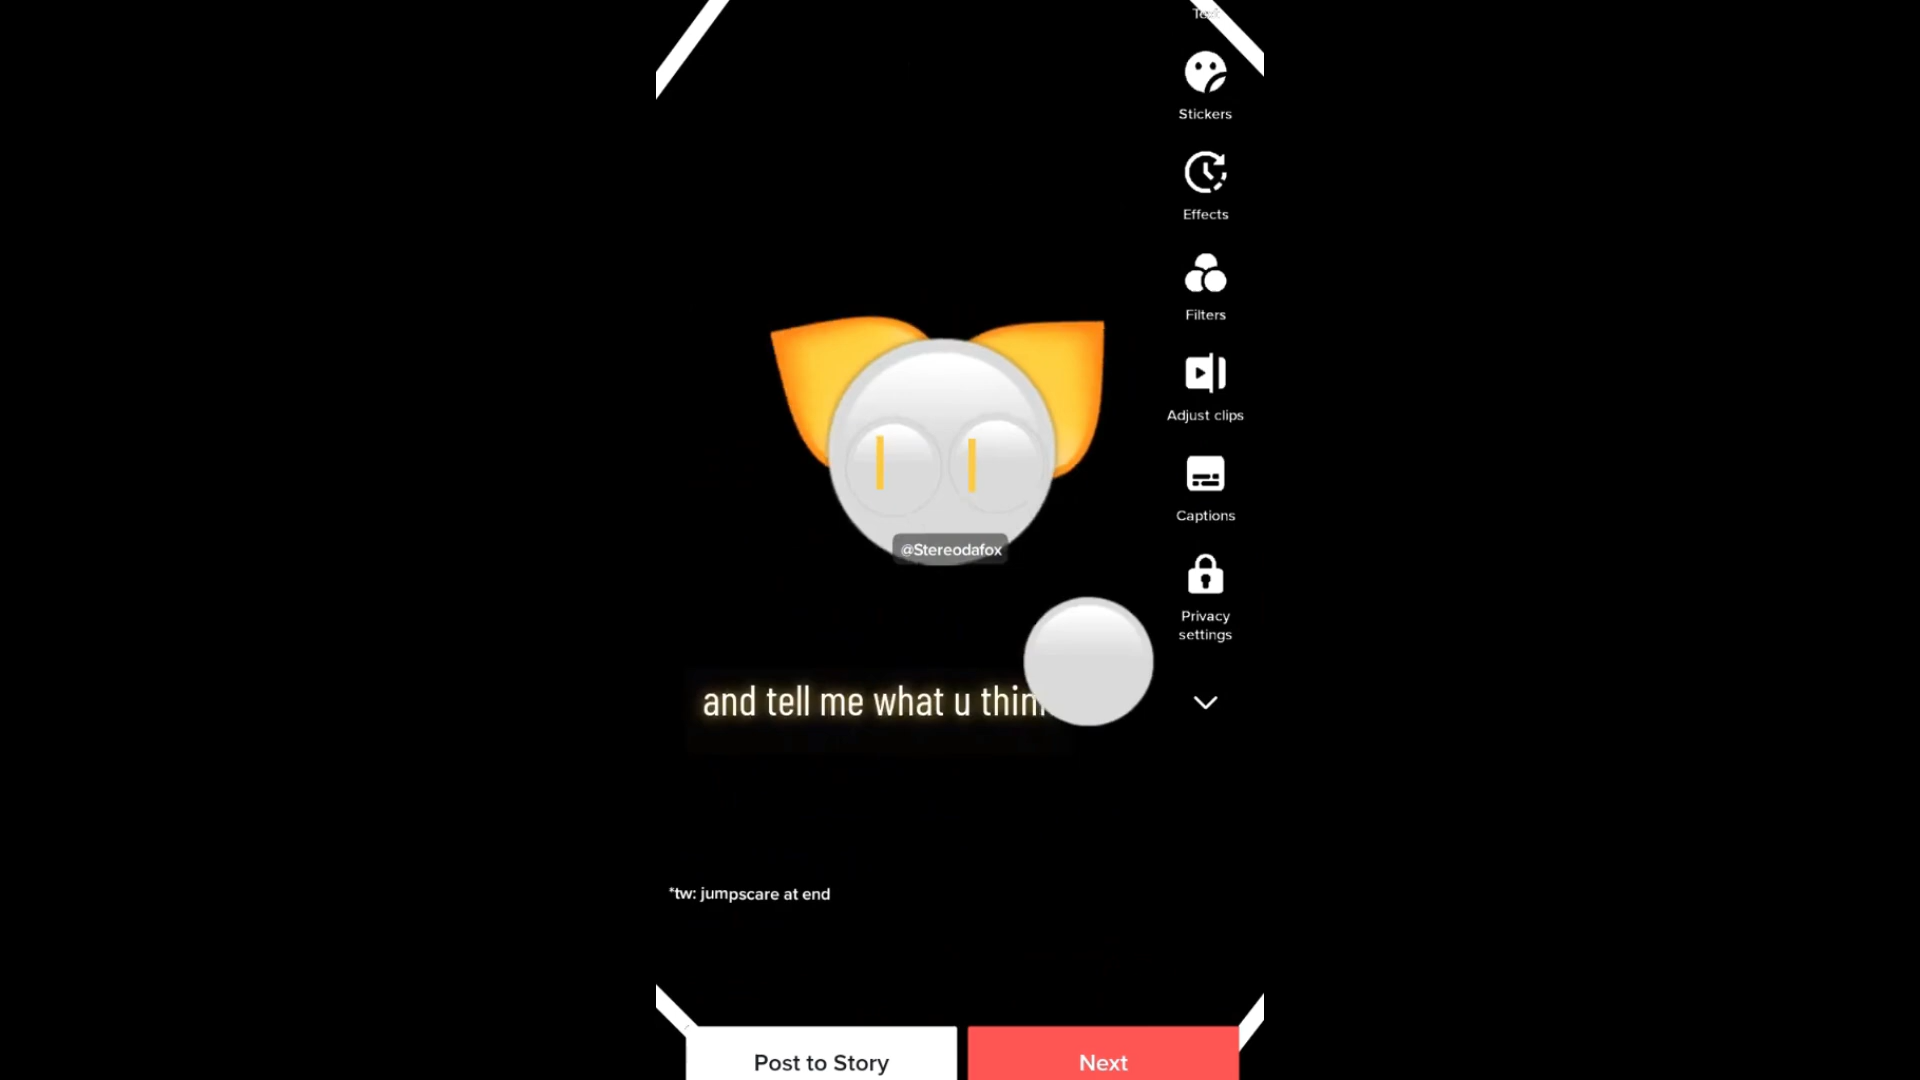 Text
Stickers
Effects
Filters
Adjust clips
Captions
@Stereodafox
Privacy
settings
and tell me what u thin
*tw: jumpscare at end
Post to Story
Next